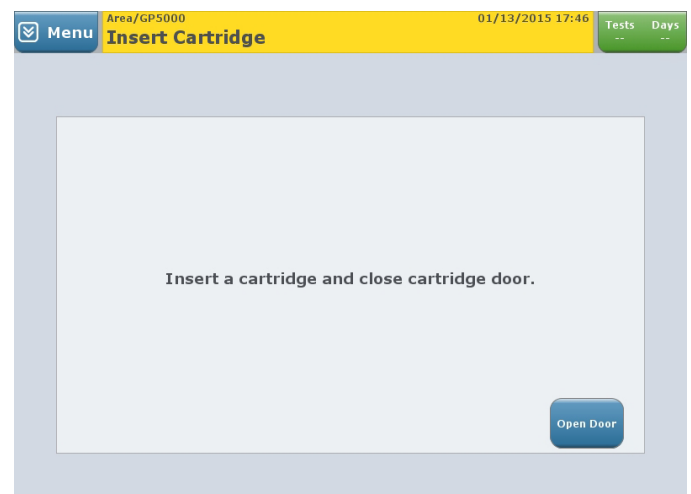 Menu
Area/GP5000
Insert Cartridge
01/13/2015 17:46
Tests Days
-- --
Insert a cartridge and close cartridge door.
Open Door